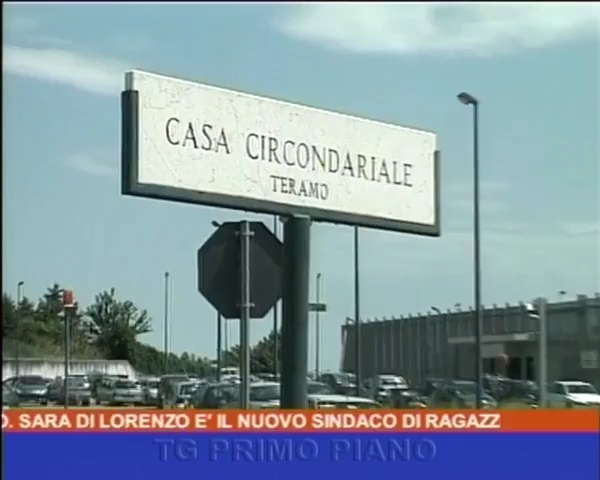 CASA CIRCONDARIALE
TERAMO
O. SARA DI LORENZO E' IL NUOVO SINDACO DI RAGAZZ
TG PRIMO PIANO